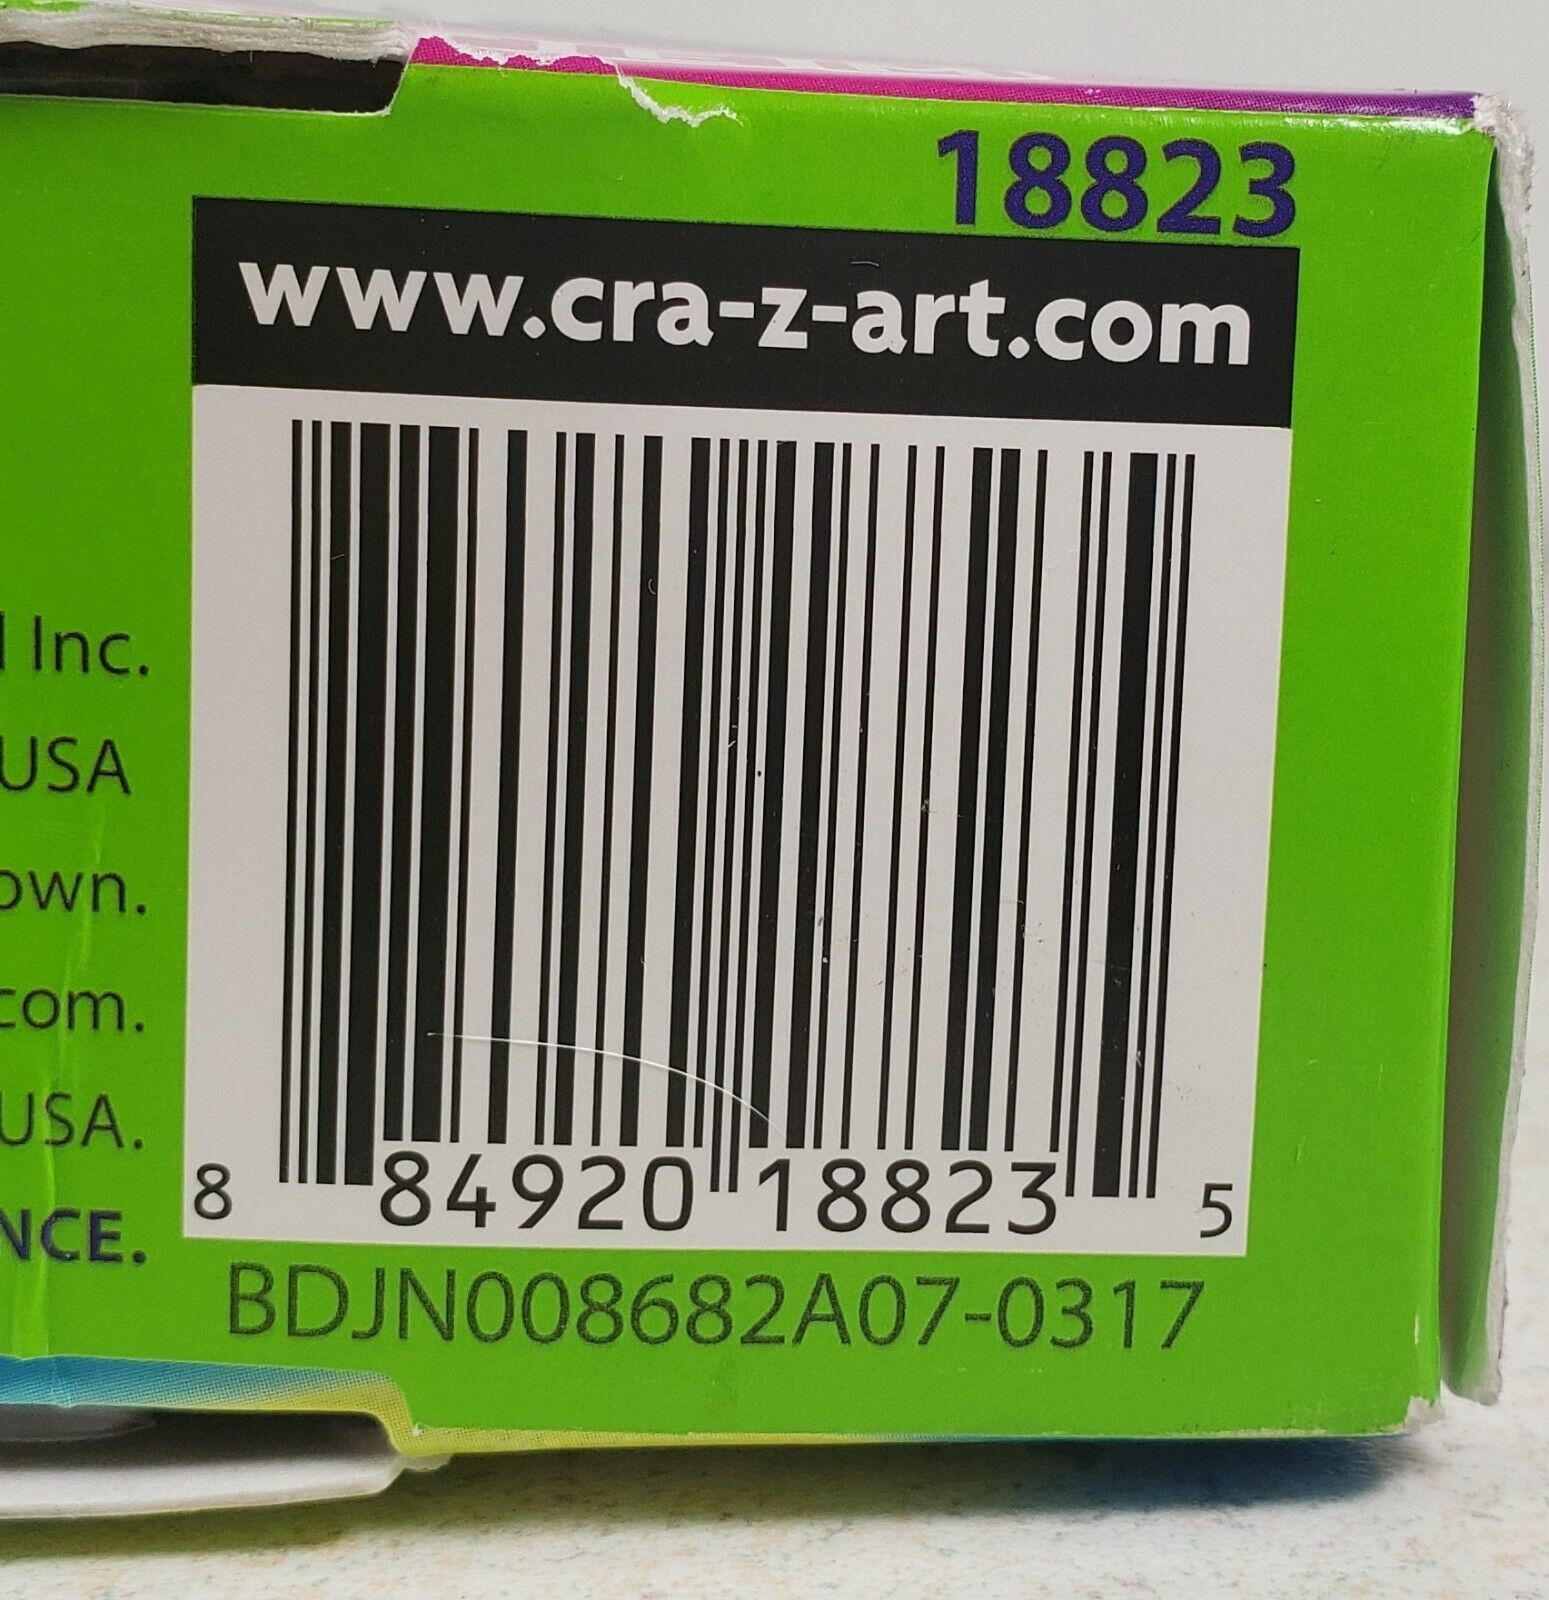 18823
www.cra-z-art.com
Inc.
USA
own.
com.
USA.
NCE.
8 84920 18823 5
BDJN008682A07-0317